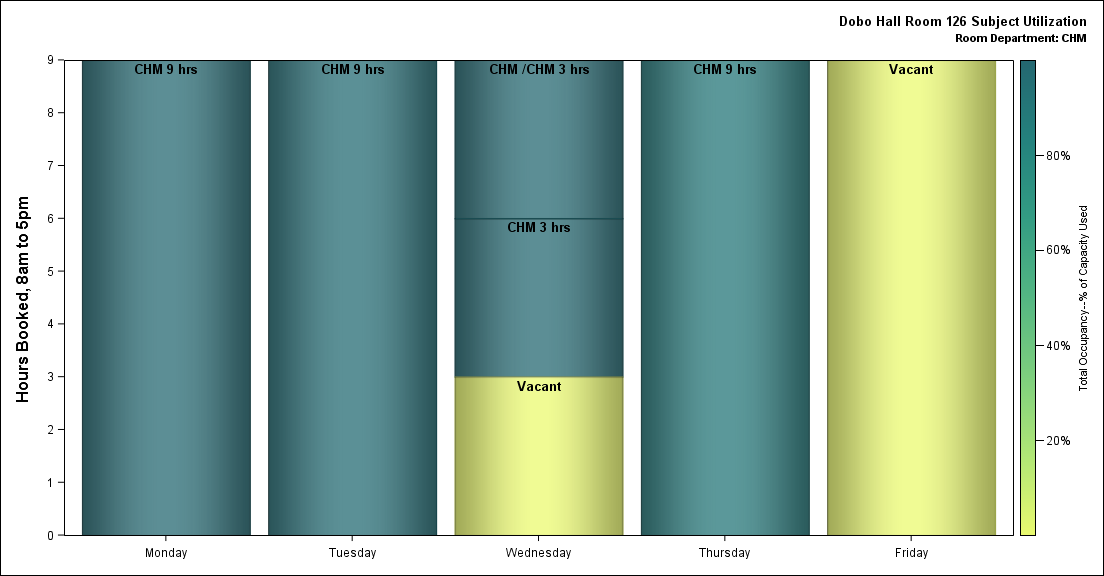 Dobo Hall Room 126 Subject Utilization
Room Department: CHM
Hours Booked, 8am to 5pm
9
8
7
6
5
4
3
2
1
0
CHM 9 hrs
CHM 9 hrs
CHM /CHM 3 hrs
CHM 3 hrs
Vacant
CHM 9 hrs
Vacant
Monday
Tuesday
Wednesday
Thursday
Friday
80%
60%
40%
20%
Total Occupancy--% of Capacity Used